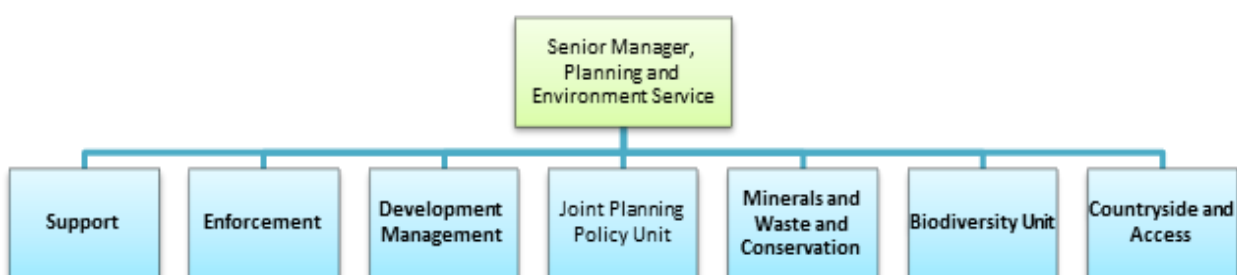 Senior Manager,
Planning and
Environment Service
Support
Enforcement
Development
Management
Joint Planning
Policy Unit
Minerals and
Waste and
Conservation
Biodiversity Unit
Countryside and
Access